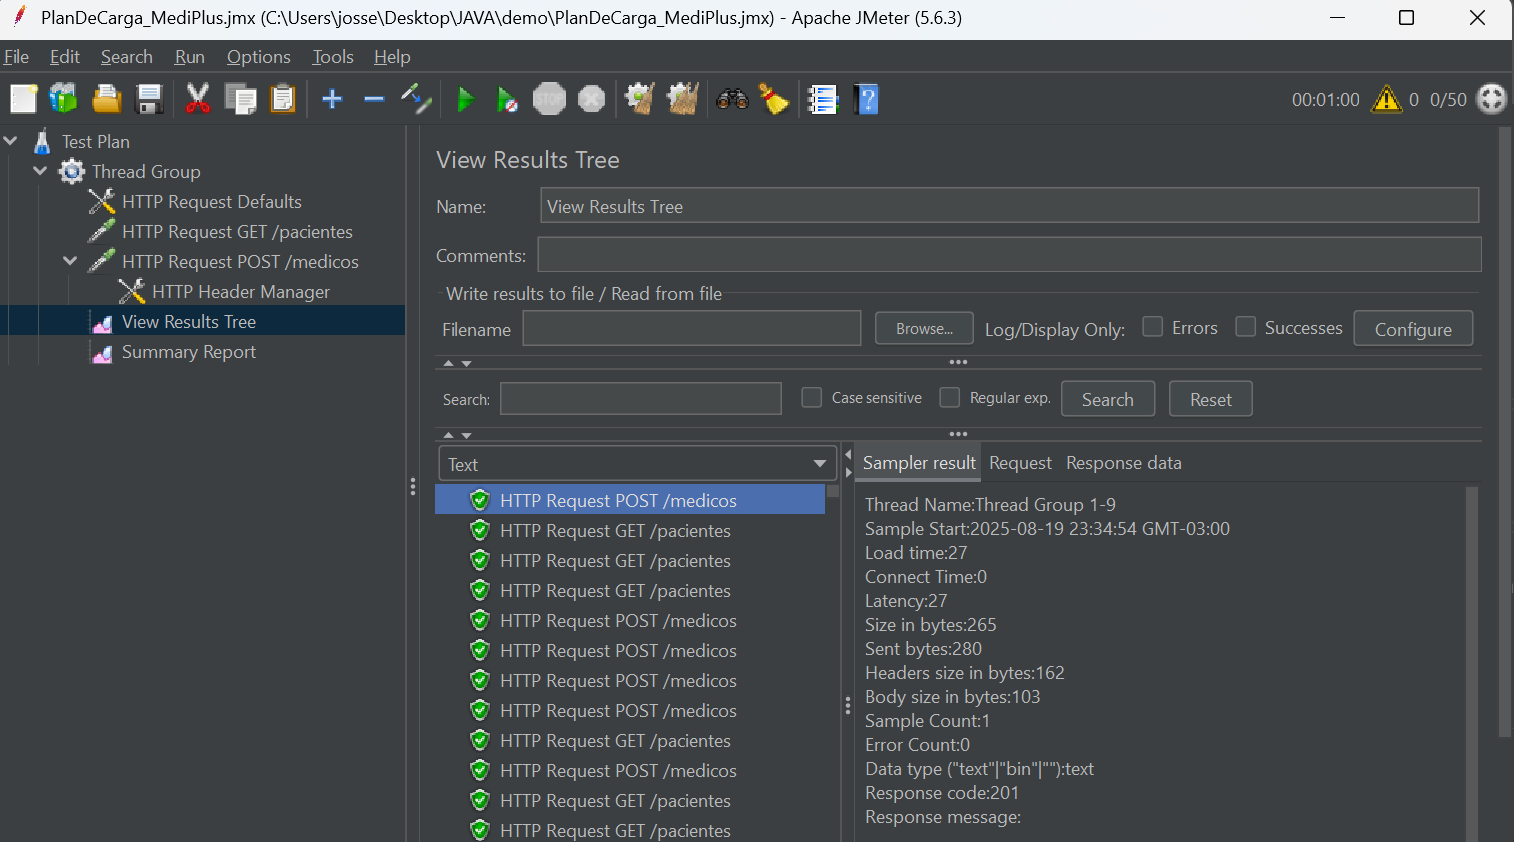 PlanDeCarga_MediPlus.jmx (C:\Users\josse\Desktop\JAVA\demo\PlanDeCarga_MediPlus.jmx) - Apache JMeter (5.6.3)
File Edit Search Run Options Tools Help
STOP
00:01:00 0 0/50
Test Plan
Thread Group
HTTP Request Defaults
HTTP Request GET /pacientes
HTTP Request POST /medicos
HTTP Header Manager
View Results Tree
Summary Report
View Results Tree
Name: View Results Tree
Comments:
Write results to file / Read from file
Filename Browse... Log/Display Only: Errors Successes Configure
Search: Case sensitive Regular exp. Search Reset
Text
HTTP Request POST /medicos
HTTP Request GET /pacientes
HTTP Request GET /pacientes
HTTP Request GET /pacientes
HTTP Request POST /medicos
HTTP Request POST /medicos
HTTP Request POST /medicos
HTTP Request POST /medicos
HTTP Request GET /pacientes
HTTP Request POST /medicos
HTTP Request GET /pacientes
HTTP Request GET /pacientes
Sampler result Request Response data
Thread Name:Thread Group 1-9
Sample Start:2025-08-19 23:34:54 GMT-03:00
Load time:27
Connect Time:0
Latency:27
Size in bytes:265
Sent bytes:280
Headers size in bytes:162
Body size in bytes:103
Sample Count:1
Error Count:0
Data type ("text"|"bin"|""):text
Response code:201
Response message: